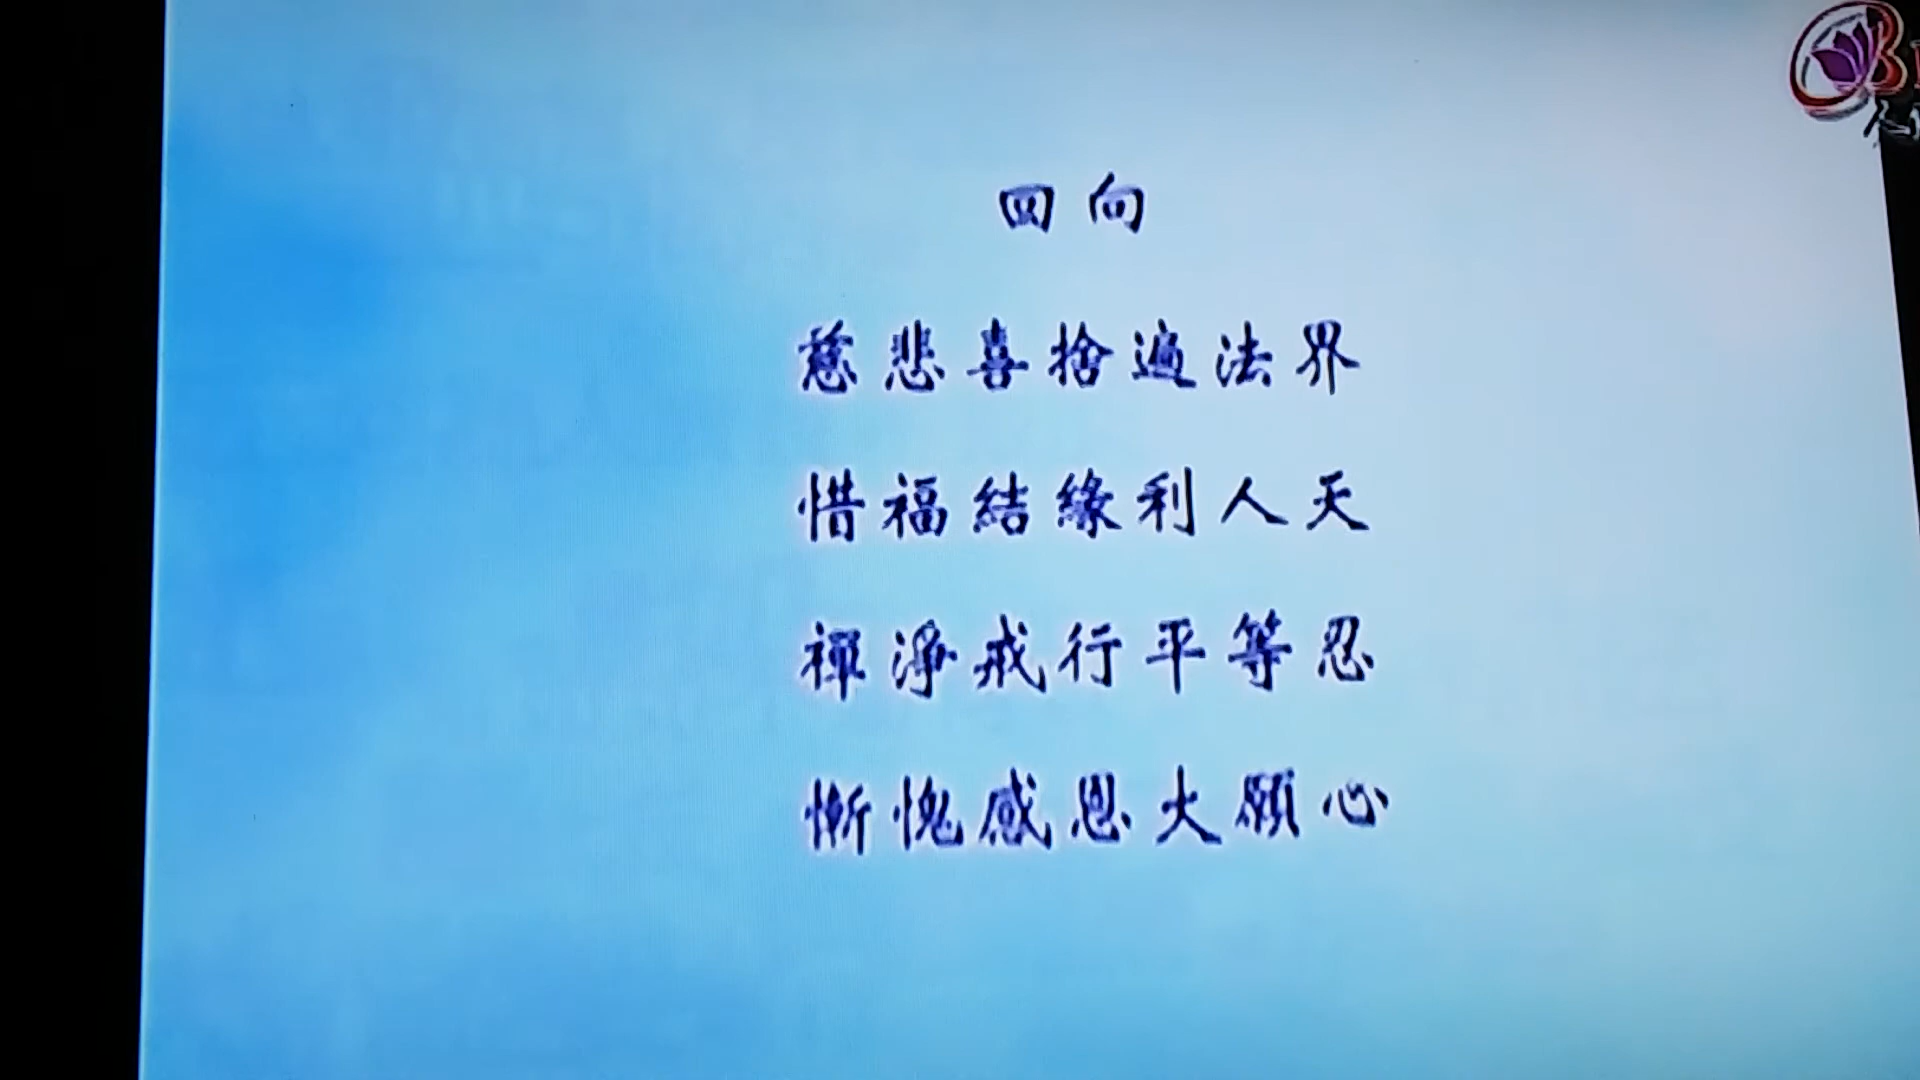 回向
慈悲喜捨遍法界
惜福結緣利人天
禪淨戒行平等忍
慚愧感恩大願心